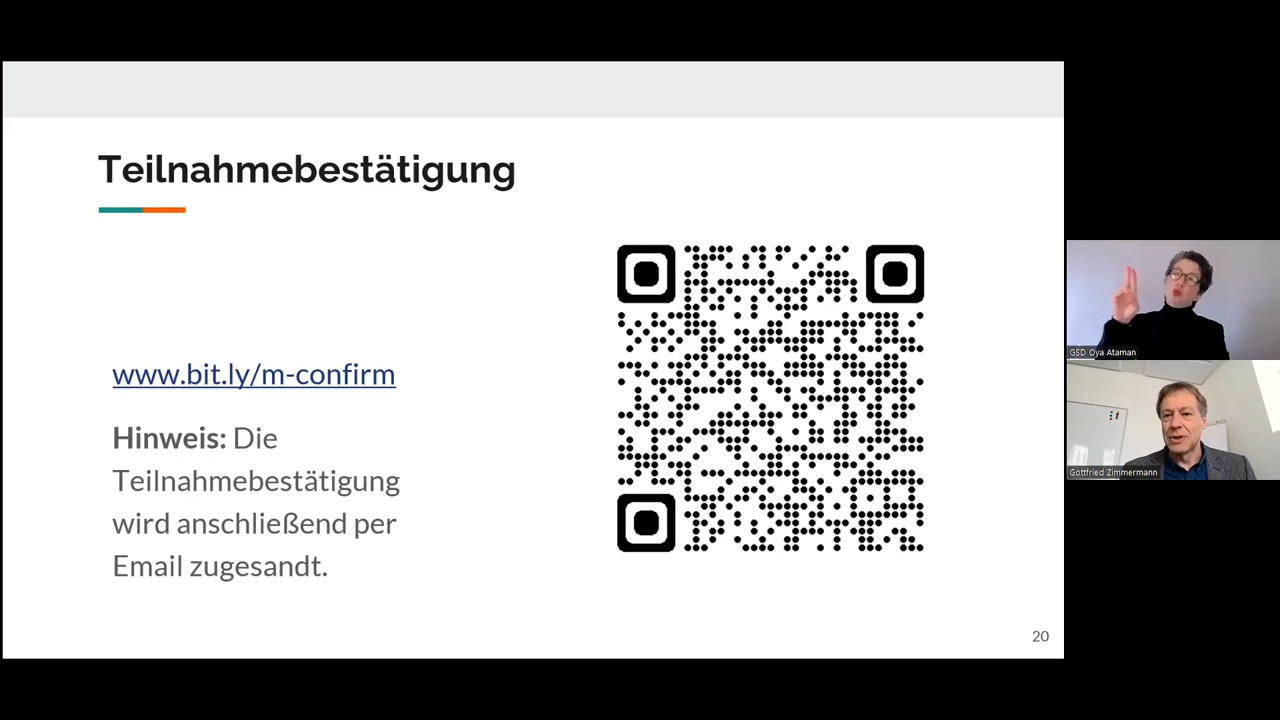 Teilnahmebestätigung
www.bit.ly/m-confirm
Hinweis: Die
Teilnahmebestätigung
wird anschließend per
Email zugesandt.
20
GSD Oya Ataman
Gottfried Zimmermann